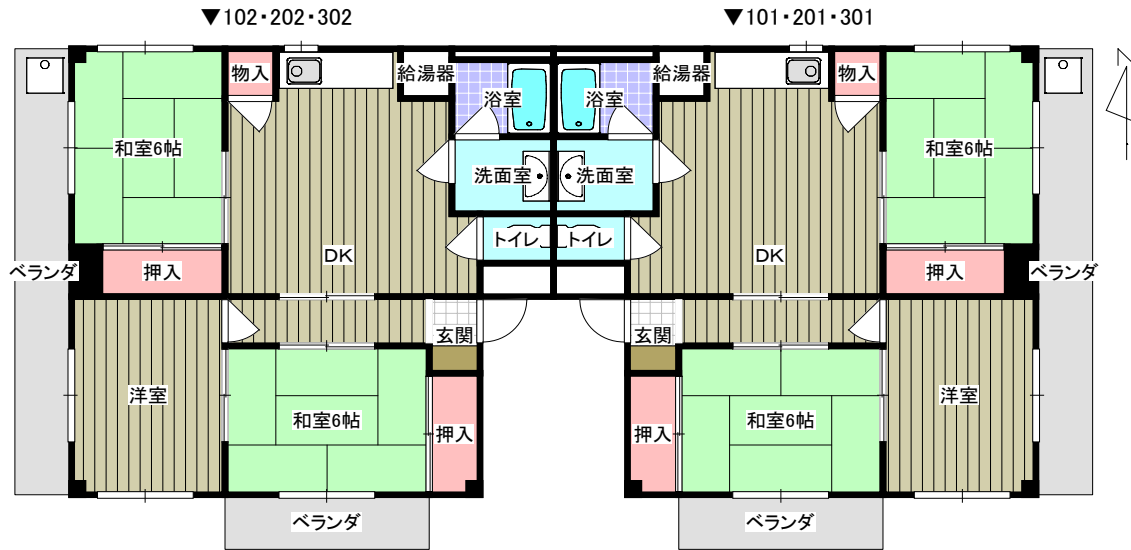 ▼102・202・302
▼101・201・301
物入
給湯器
給湯器
物入
浴室
浴室
和室6帖
和室6帖
洗面室
洗面室
トイレ
トイレ
DK
DK
ベランダ
押入
押入
ベランダ
玄関
玄関
洋室
洋室
和室6帖
和室6帖
押入
押入
ベランダ
ベランダ